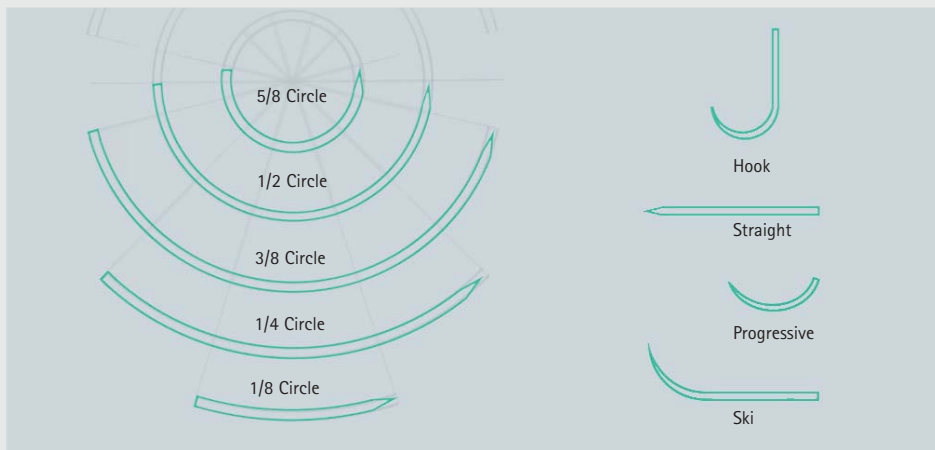 5/8 Circle
1/2 Circle
3/8 Circle
1/4 Circle
1/8 Circle
Hook
Straight
Progressive
Ski